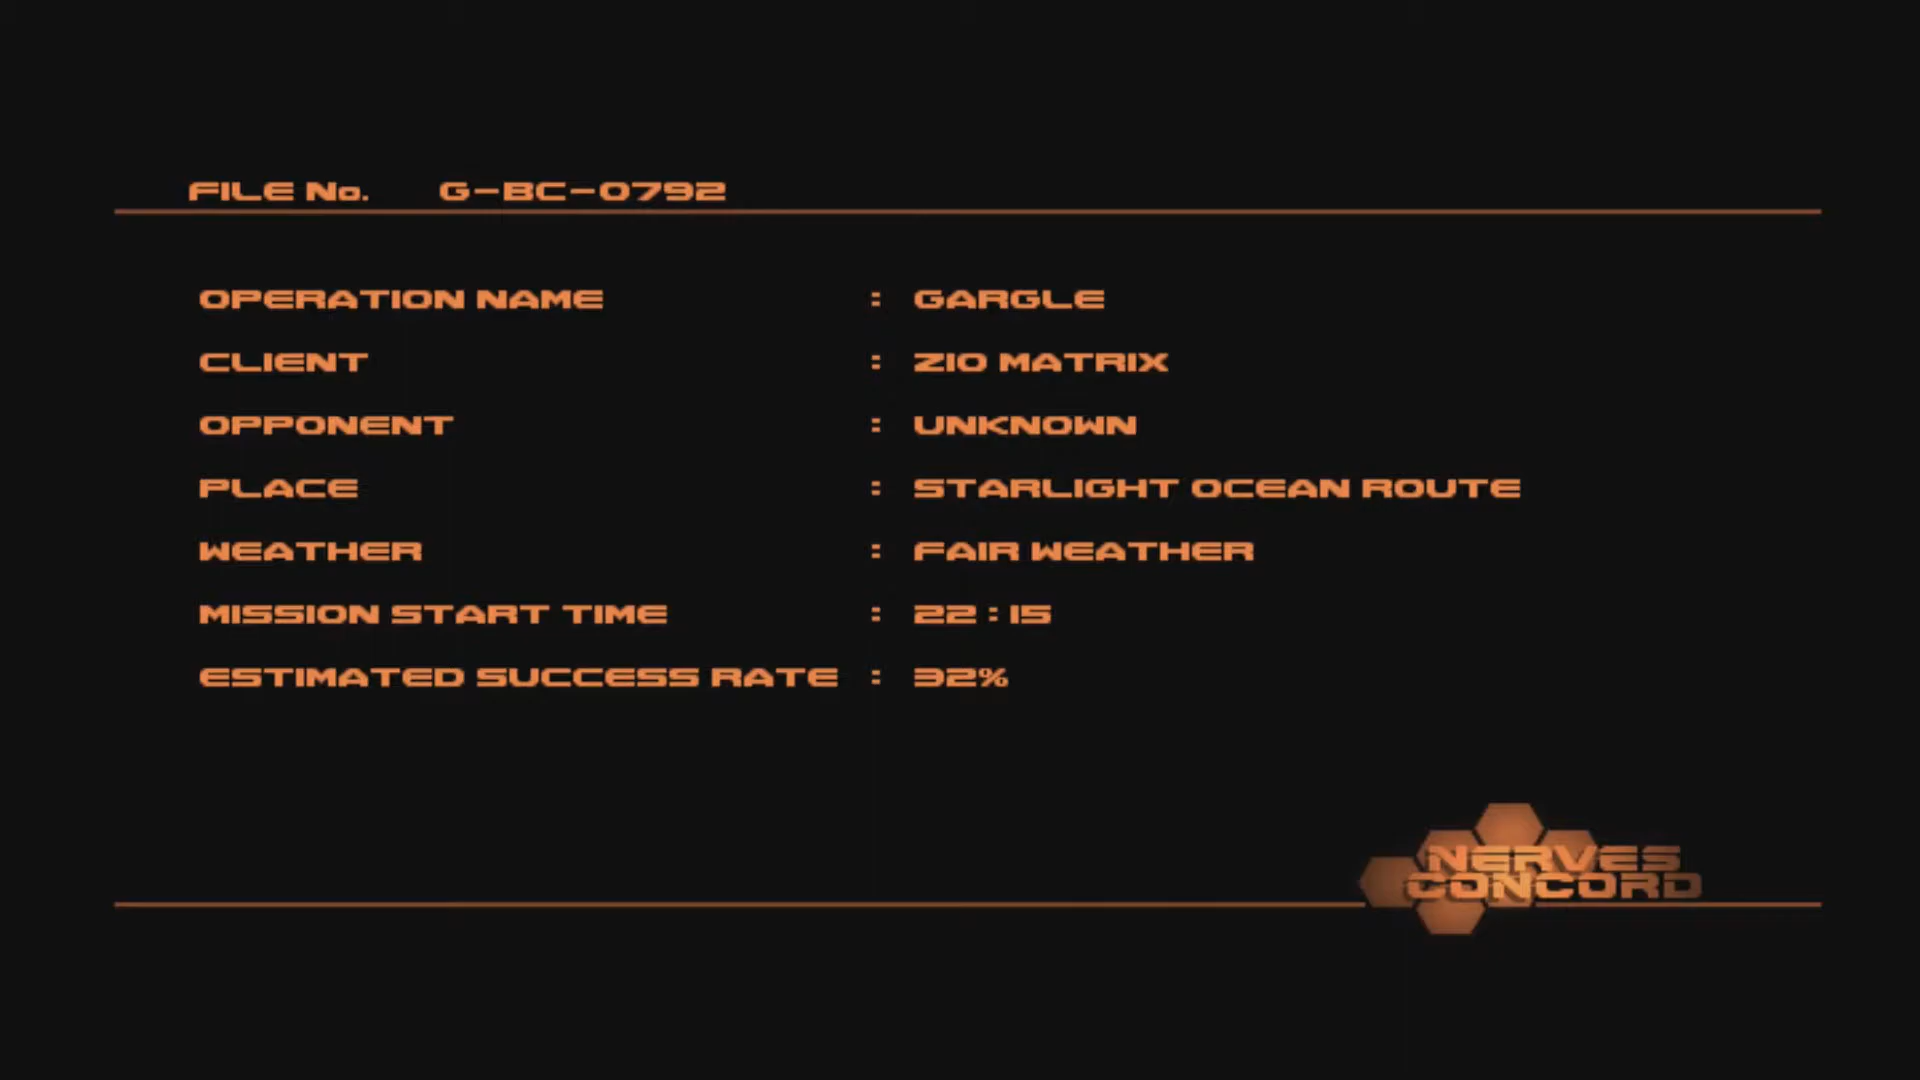 FILE No. G-BC-0792
OPERATION NAME : GARGLE
CLIENT : ZIO MATRIX
OPPONENT : UNKNOWN
PLACE : STARLIGHT OCEAN ROUTE
WEATHER : FAIR WEATHER
MISSION START TIME : 22:15
ESTIMATED SUCCESS RATE : 32%
NERVES
CONCORD